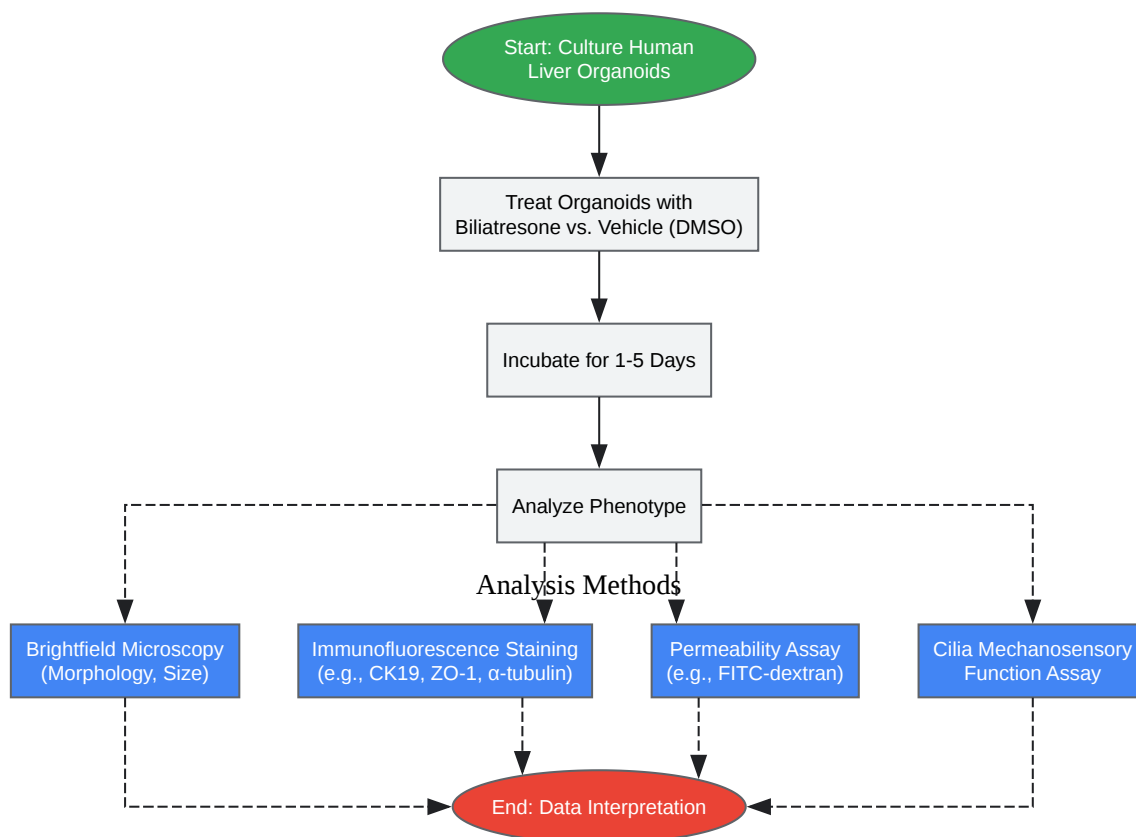 Start: Culture Human
Liver Organoids
Treat Organoids with
Biliatresone vs. Vehicle (DMSO)
Incubate for 1-5 Days
Analyze Phenotype
Analysis Methods
Brightfield Microscopy
(Morphology, Size)
Immunofluorescence Staining
(e.g., CK19, ZO-1, α-tubulin)
Permeability Assay
(e.g., FITC-dextran)
Cilia Mechanosensory
Function Assay
End: Data Interpretation